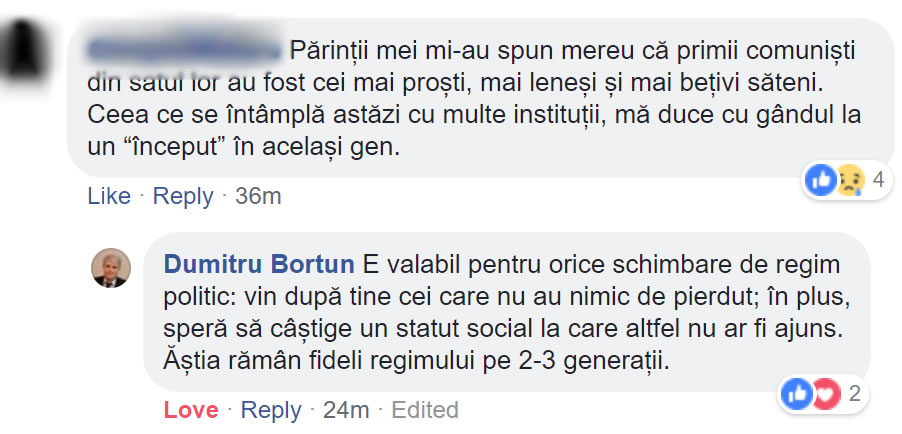 Părinții mei mi-au spun mereu că primii comuniști
din satul lor au fost cei mai proști, mai leneși și mai bețivi săteni.
Ceea ce se întâmplă astăzi cu multe instituții, mă duce cu gândul la
un “început” în același gen.
4
Like · Reply · 36m
Dumitru Bortun E valabil pentru orice schimbare de regim
politic: vin după tine cei care nu au nimic de pierdut; în plus,
speră să câștige un statut social la care altfel nu ar fi ajuns.
Ăștia rămân fideli regimului pe 2-3 generații.
2
Love · Reply · 24m · Edited